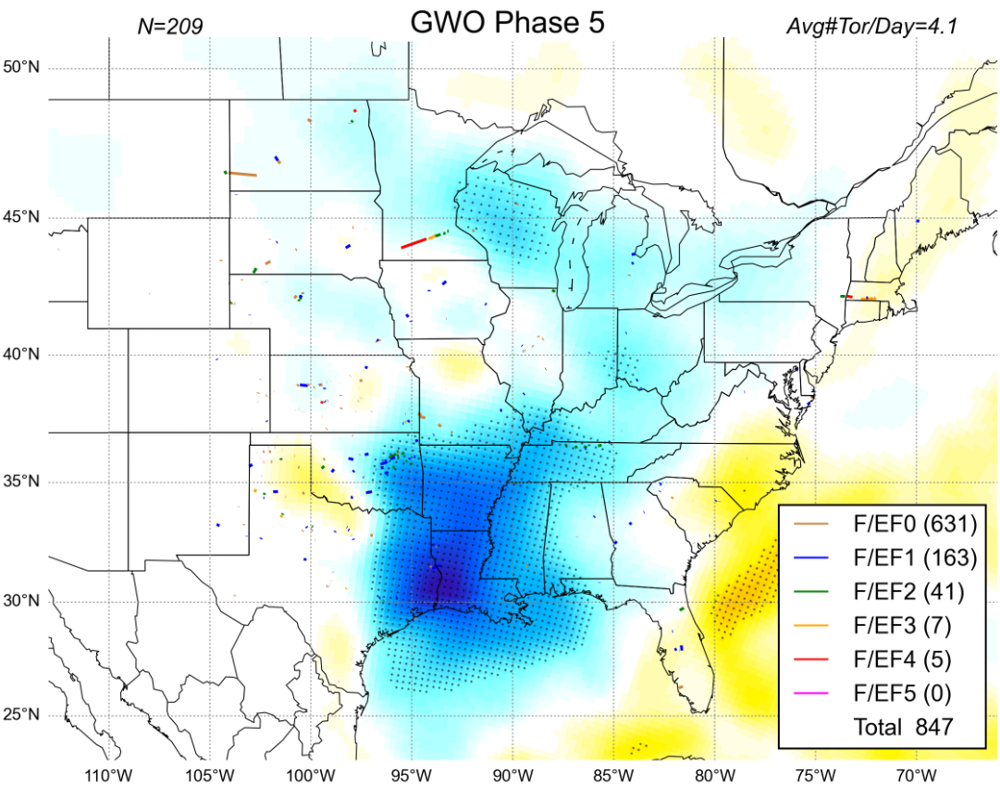 N=209
GWO Phase 5
Avg#Tor/Day=4.1
50°N
45°N
40°N
35°N
30°N
25°N
110°W 105°W 100°W 95°W 90°W 85°W 80°W 75°W 70°W
F/EF0 (631)
F/EF1 (163)
F/EF2 (41)
F/EF3 (7)
F/EF4 (5)
F/EF5 (0)
Total 847